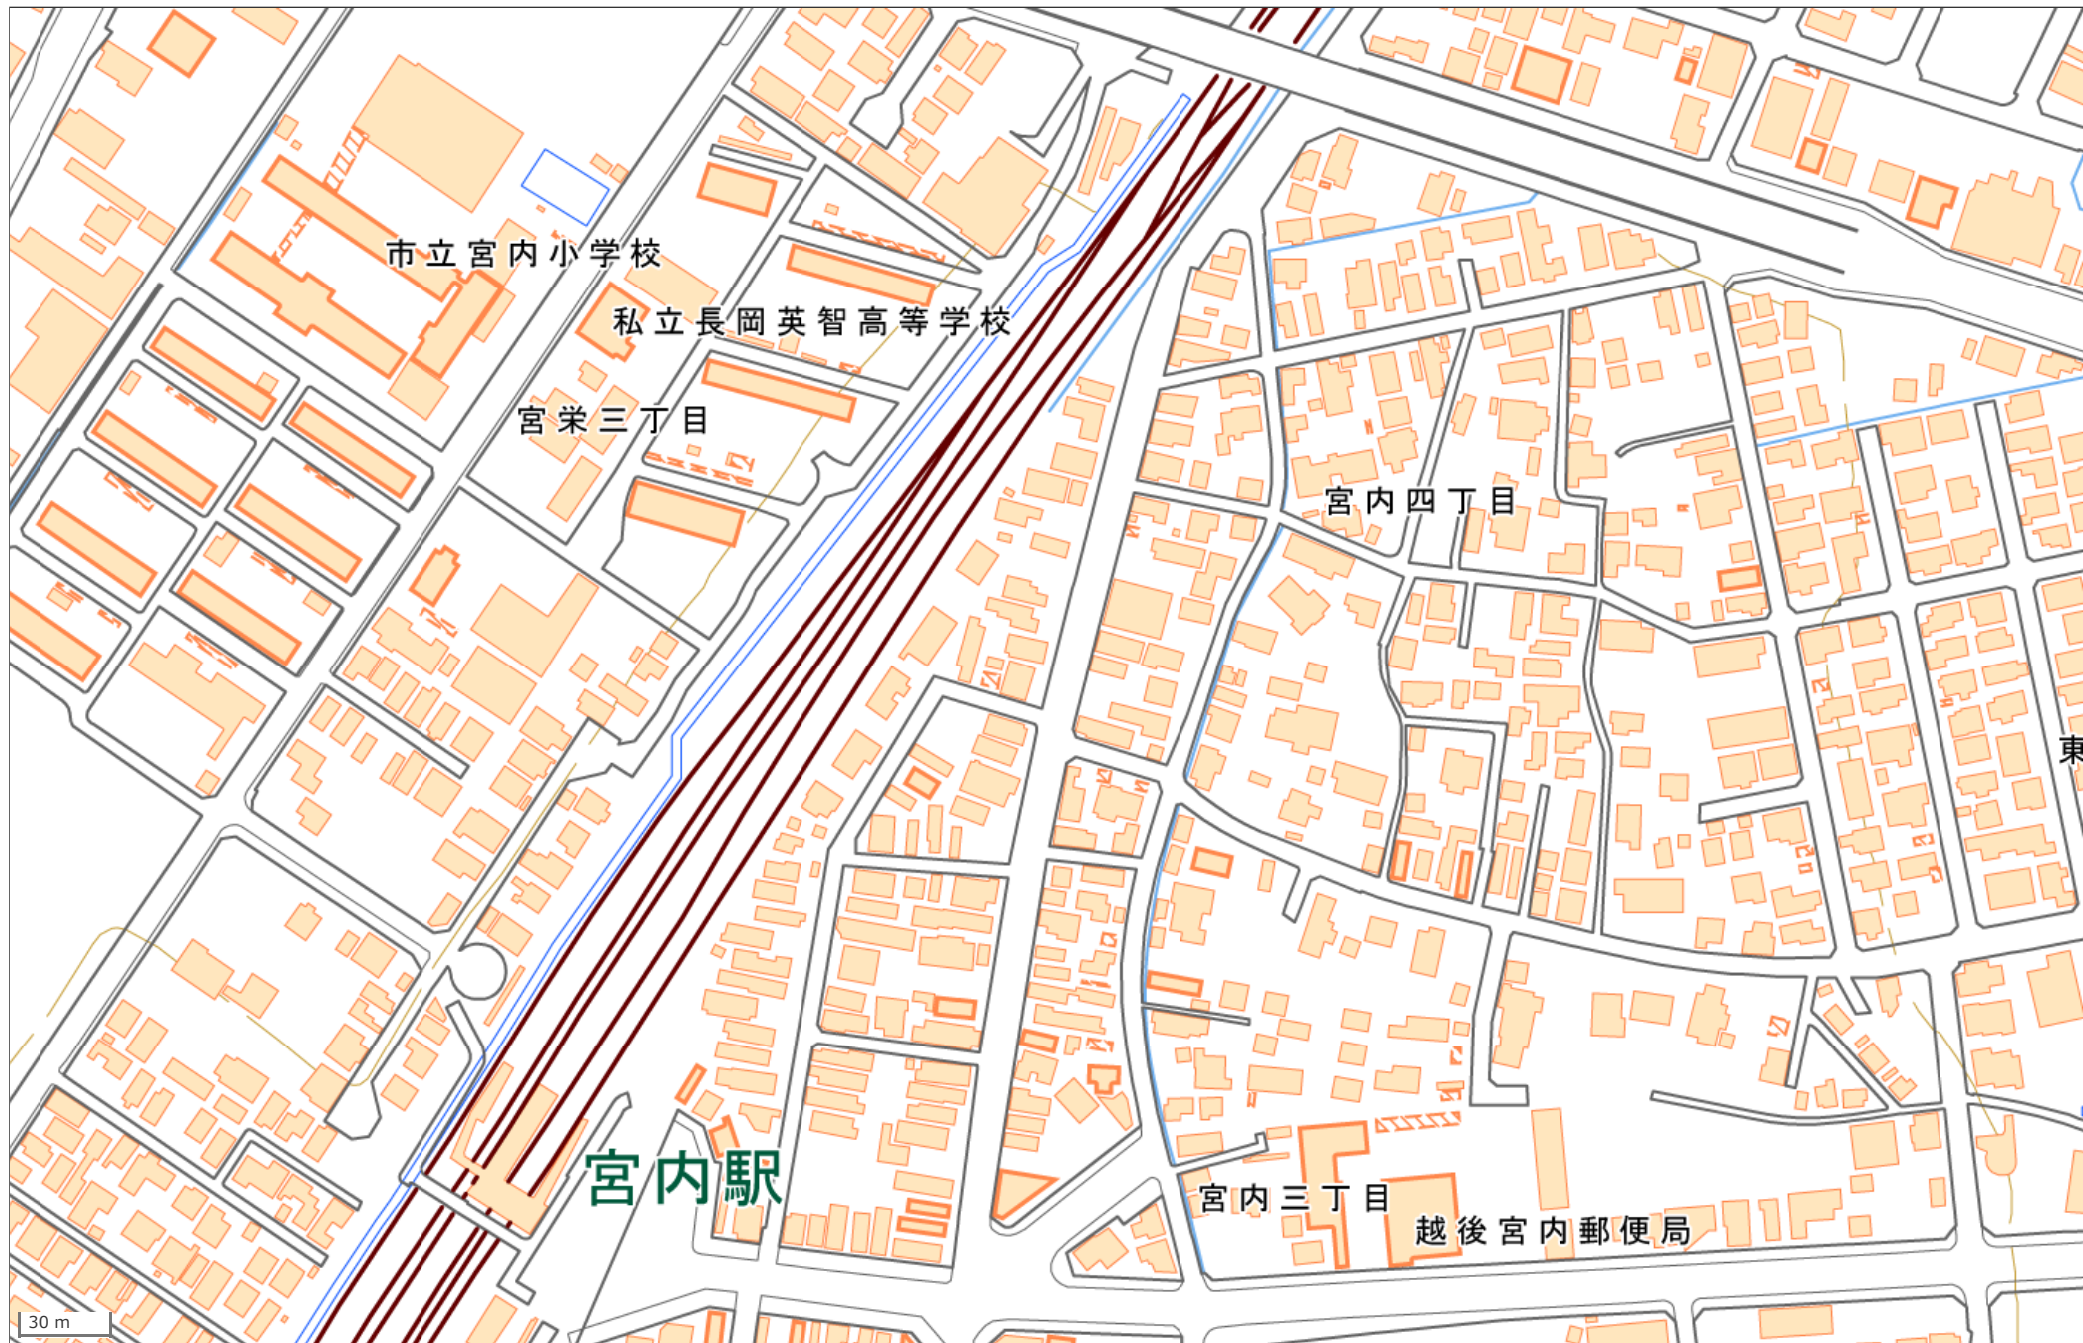 市立宮内小学校
私立長岡英智高等学校
宮栄三丁目
宮内四丁目
東
宮内駅
宮内三丁目
越後宮内郵便局
30 m